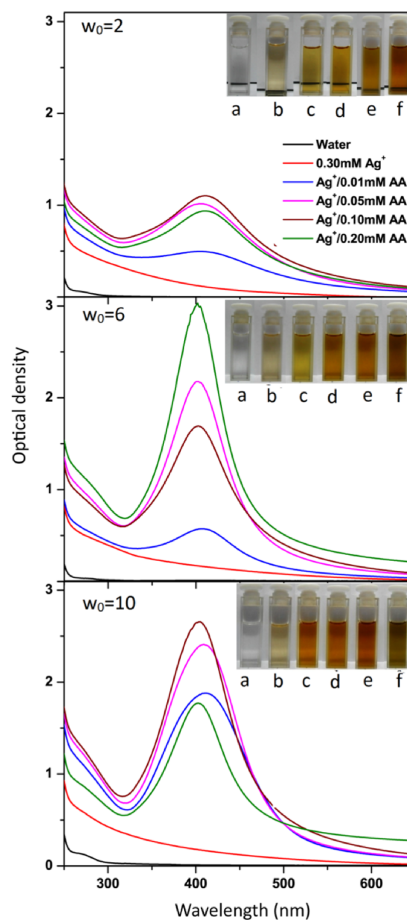 3
w₀=2
a b c d e f
Water
0.30mM Ag⁺
Ag⁺/0.01mM AA
Ag⁺/0.05mM AA
Ag⁺/0.10mM AA
Ag⁺/0.20mM AA
2
1
0
3
w₀=6
a b c d e f
2
Optical density
1
0
3
w₀=10
a b c d e f
2
1
0
300 400 500 600
Wavelength (nm)